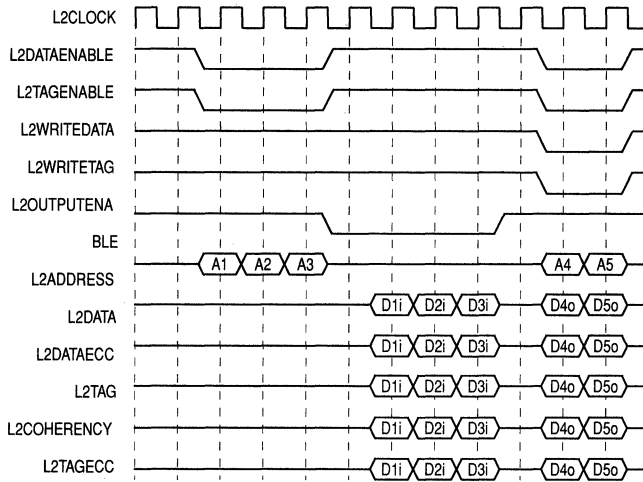 L2CLOCK
L2DATAENABLE
L2TAGENABLE
L2WRITEDATA
L2WRITETAG
L2OUTPUTENA
BLE
A1 A2 A3 A4 A5
L2ADDRESS
D1i D2i D3i D4o D5o
L2DATA
D1i D2i D3i D4o D5o
L2DATAECC
D1i D2i D3i D4o D5o
L2TAG
D1i D2i D3i D4o D5o
L2COHERENCY
D1i D2i D3i D4o D5o
L2TAGECC